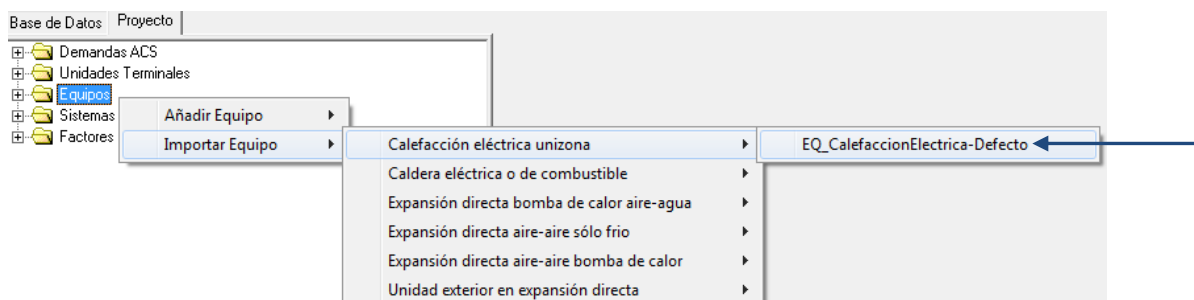 Base de Datos Proyecto
Demandas ACS
Unidades Terminales
Equipos
Sistemas Añadir Equipo
Factores Importar Equipo Calefacción eléctrica unizona EQ_CalefaccionElectrica-Defecto
Caldera eléctrica o de combustible
Expansión directa bomba de calor aire-agua
Expansión directa aire-aire sólo frio
Expansión directa aire-aire bomba de calor
Unidad exterior en expansión directa